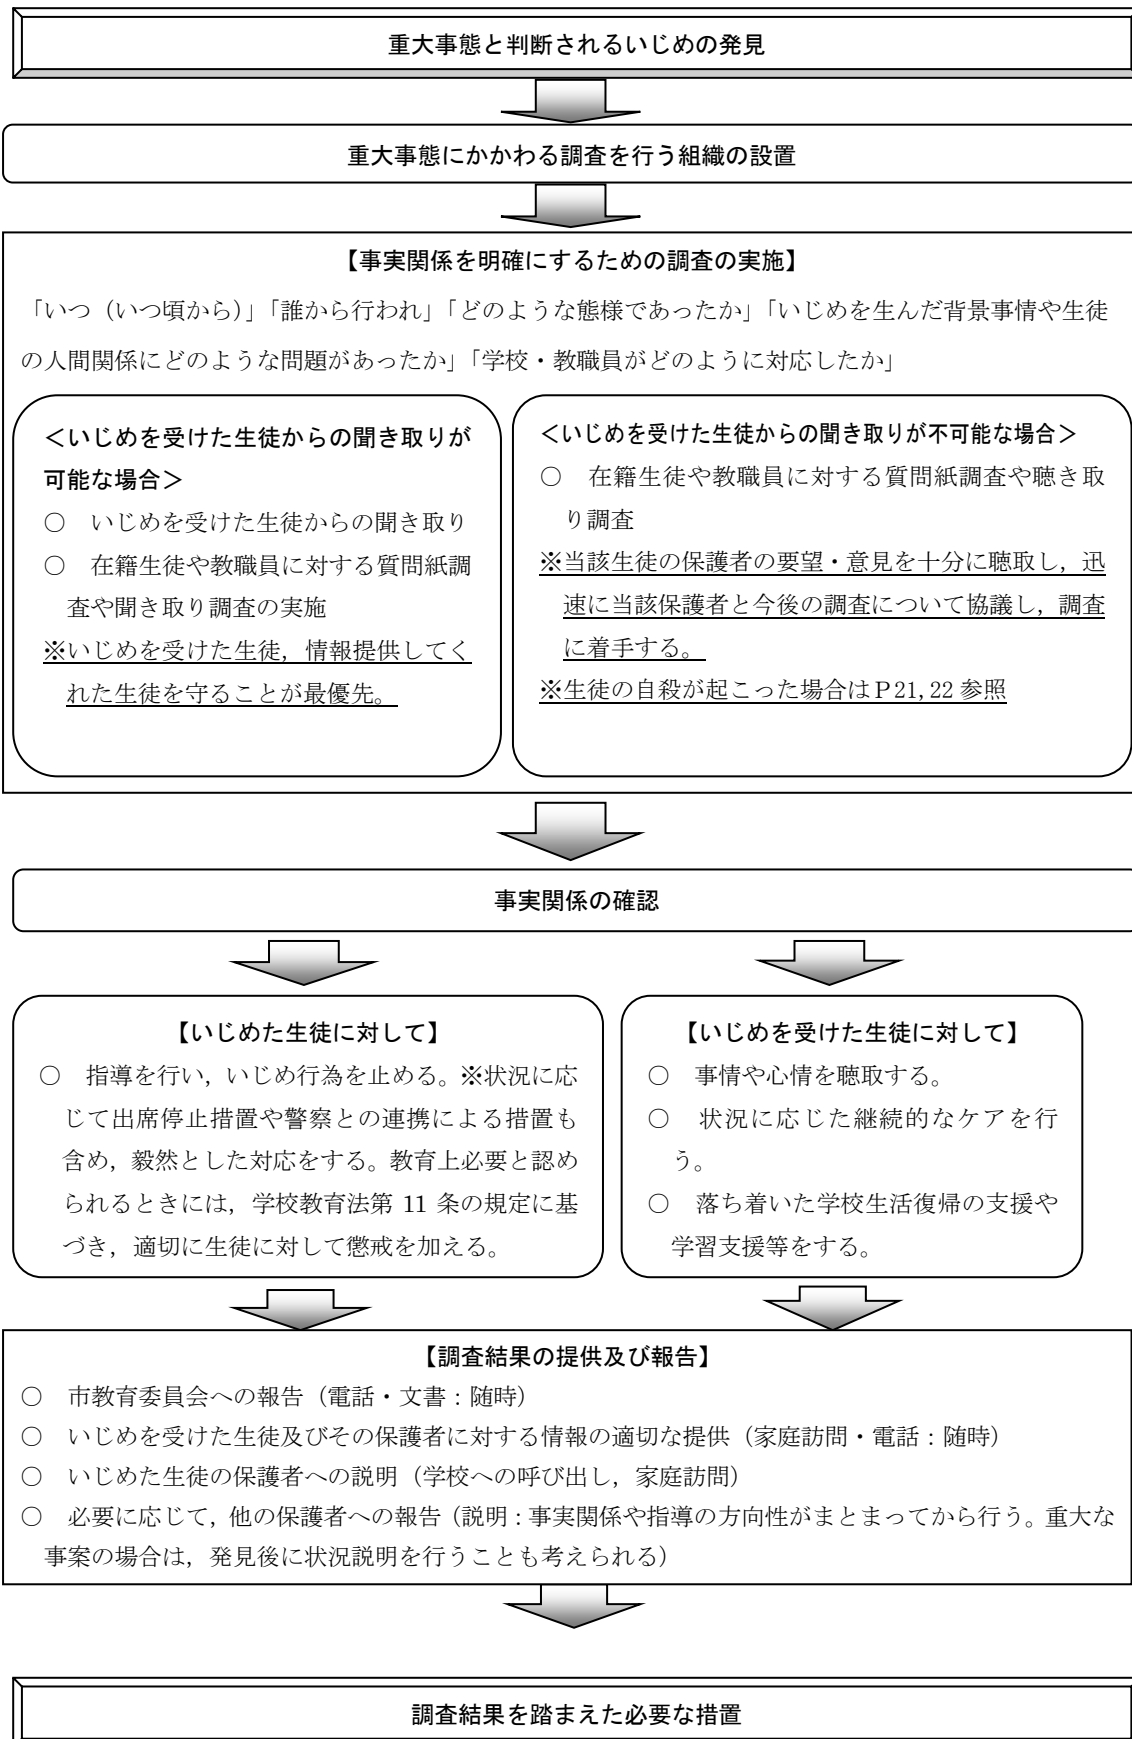 重大事態と判断されるいじめの発見
重大事態にかかわる調査を行う組織の設置
【事実関係を明確にするための調査の実施】
「いつ（いつ頃から）」「誰から行われ」「どのような態様であったか」「いじめを生んだ背景事情や生徒
の人間関係にどのような問題があったか」「学校・教職員がどのように対応したか」
＜いじめを受けた生徒からの聞き取りが
可能な場合＞
○　いじめを受けた生徒からの聞き取り
○　在籍生徒や教職員に対する質問紙調
査や聞き取り調査の実施
※いじめを受けた生徒，情報提供してく
れた生徒を守ることが最優先。
＜いじめを受けた生徒からの聞き取りが不可能な場合＞
○　在籍生徒や教職員に対する質問紙調査や聴き取
り調査
※当該生徒の保護者の要望・意見を十分に聴取し，迅
速に当該保護者と今後の調査について協議し，調査
に着手する。
※生徒の自殺が起こった場合はＰ21, 22 参照
事実関係の確認
【いじめた生徒に対して】
○　指導を行い，いじめ行為を止める。※状況に応
じて出席停止措置や警察との連携による措置も
含め，毅然とした対応をする。教育上必要と認め
られるときには，学校教育法第 11 条の規定に基
づき，適切に生徒に対して懲戒を加える。
【いじめを受けた生徒に対して】
○　事情や心情を聴取する。
○　状況に応じた継続的なケアを行
う。
○　落ち着いた学校生活復帰の支援や
学習支援等をする。
【調査結果の提供及び報告】
○　市教育委員会への報告（電話・文書：随時）
○　いじめを受けた生徒及びその保護者に対する情報の適切な提供（家庭訪問・電話：随時）
○　いじめた生徒の保護者への説明（学校への呼び出し，家庭訪問）
○　必要に応じて，他の保護者への報告（説明：事実関係や指導の方向性がまとまってから行う。重大な
事案の場合は，発見後に状況説明を行うことも考えられる）
調査結果を踏まえた必要な措置